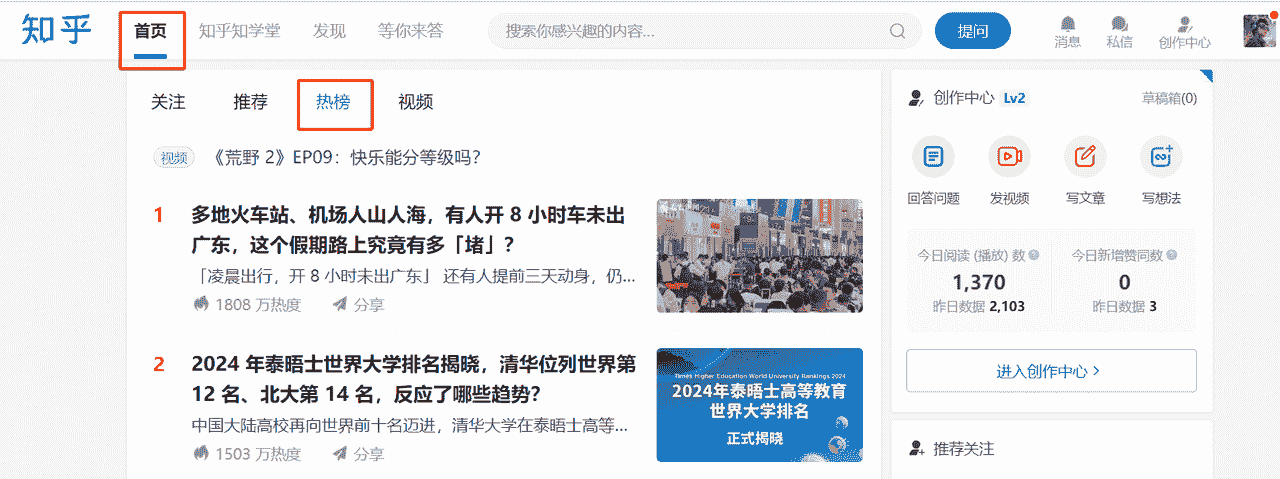 知乎
首页 知乎知学堂 发现 等你来答
搜索你感兴趣的内容...
提问
消息 私信 创作中心
关注 推荐 热榜 视频
视频 《荒野 2》EP09：快乐能分等级吗？
1 多地火车站、机场人山人海，有人开 8 小时车未出
广东，这个假期路上究竟有多「堵」？
「凌晨出行，开 8 小时未出广东」 还有人提前三天动身，仍...
1808 万热度 分享
2 2024 年泰晤士世界大学排名揭晓，清华位列世界第
12 名、北大第 14 名，反应了哪些趋势？
中国大陆高校再向世界前十名迈进，清华大学在泰晤士高等...
1503 万热度 分享
Times Higher Education World University Rankings 2024
2024年泰晤士高等教育
世界大学排名
正式揭晓
创作中心 Lv2 草稿箱(0)
回答问题 发视频 写文章 写想法
今日阅读 (播放) 数 今日新增赞同数
1,370 0
昨日数据 2,103 昨日数据 3
进入创作中心
推荐关注